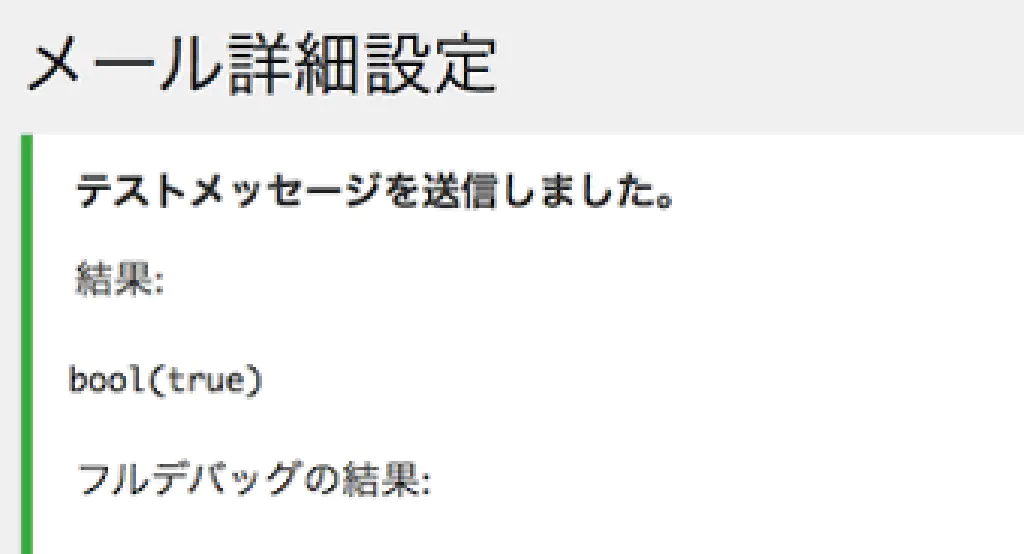 メール詳細設定
テストメッセージを送信しました。
結果:
bool(true)
フルデバッグの結果: